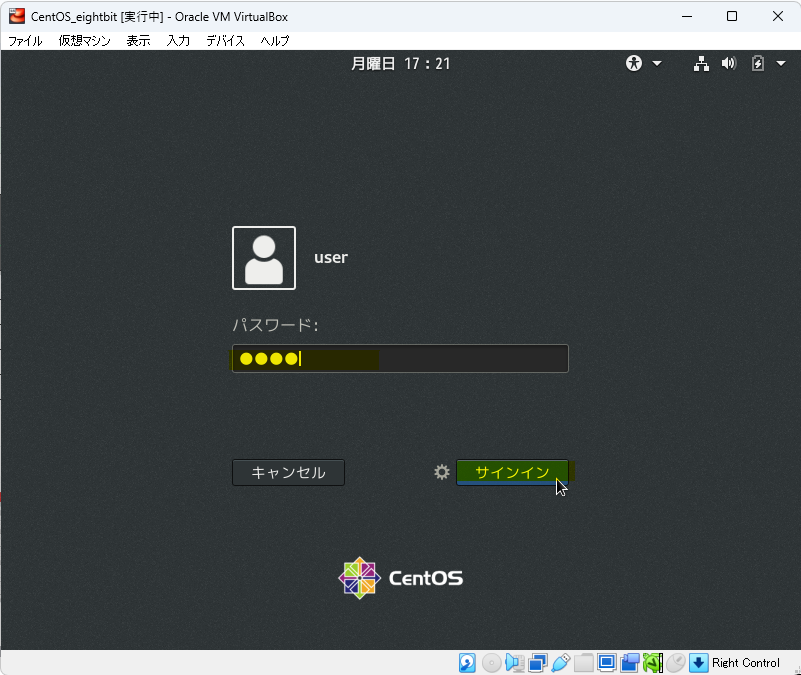 CentOS_eightbit [実行中] - Oracle VM VirtualBox
ファイル 仮想マシン 表示 入力 デバイス ヘルプ
月曜日 17：21
user
パスワード:
キャンセル サインイン
CentOS
Right Control